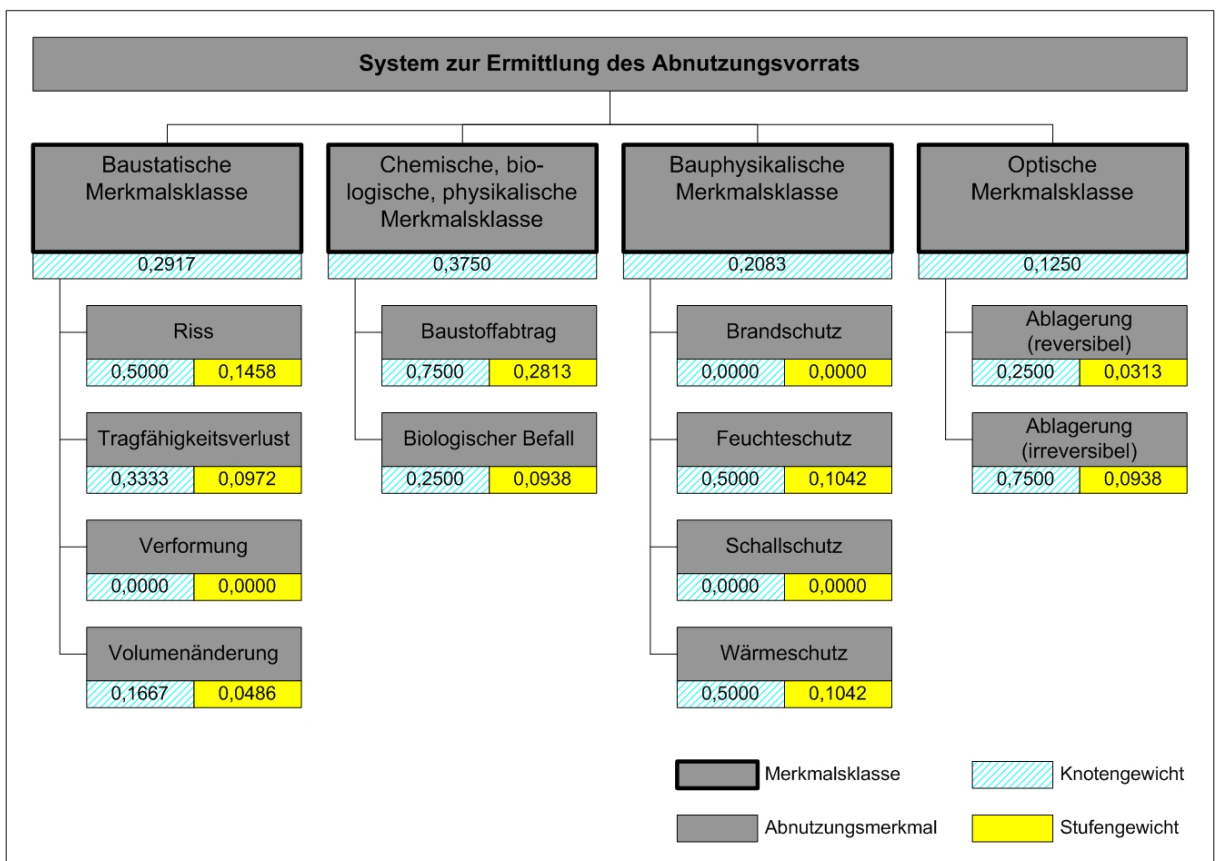 System zur Ermittlung des Abnutzungsvorrats
Baustatische
Merkmalsklasse
0,2917
Riss
0,5000 0,1458
Tragfähigkeitsverlust
0,3333 0,0972
Verformung
0,0000 0,0000
Volumenänderung
0,1667 0,0486
Chemische, bio-
logische, physikalische
Merkmalsklasse
0,3750
Baustoffabtrag
0,7500 0,2813
Biologischer Befall
0,2500 0,0938
Bauphysikalische
Merkmalsklasse
0,2083
Brandschutz
0,0000 0,0000
Feuchteschutz
0,5000 0,1042
Schallschutz
0,0000 0,0000
Wärmeschutz
0,5000 0,1042
Optische
Merkmalsklasse
0,1250
Ablagerung
(reversibel)
0,2500 0,0313
Ablagerung
(irreversibel)
0,7500 0,0938
Merkmalsklasse
Knotengewicht
Abnutzungsmerkmal
Stufengewicht